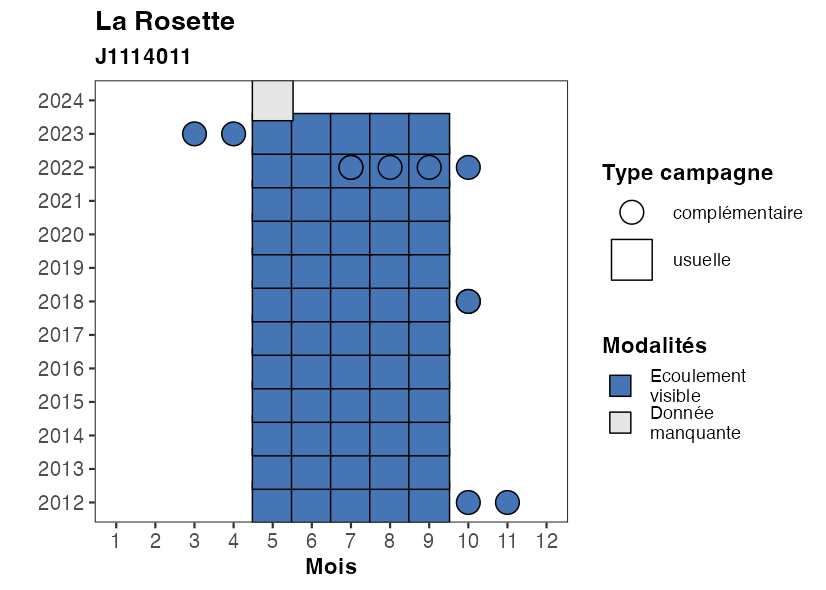 La Rosette
J1114011
2024
2023
2022
2021
2020
2019
2018
2017
2016
2015
2014
2013
2012
1 2 3 4 5 6 7 8 9 10 11 12
Mois
Type campagne
complémentaire
usuelle
Modalités
Ecoulement
visible
Donnée
manquante